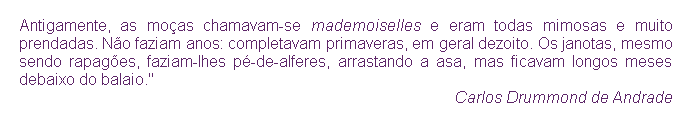 Antigamente, as moças chamavam-se mademoiselles e eram todas mimosas e muito
prendadas. Não faziam anos: completavam primaveras, em geral dezoito. Os janotas, mesmo
sendo rapagões, faziam-lhes pé-de-alferes, arrastando a asa, mas ficavam longos meses
debaixo do balaio."
Carlos Drummond de Andrade